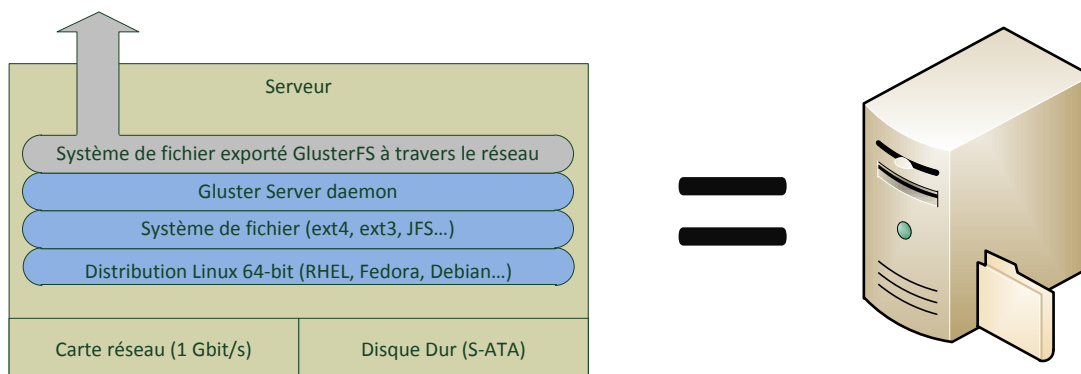 Serveur
Système de fichier exporté GlusterFS à travers le réseau
Gluster Server daemon
Système de fichier (ext4, ext3, JFS…)
Distribution Linux 64-bit (RHEL, Fedora, Debian…)
Carte réseau (1 Gbit/s)
Disque Dur (S-ATA)